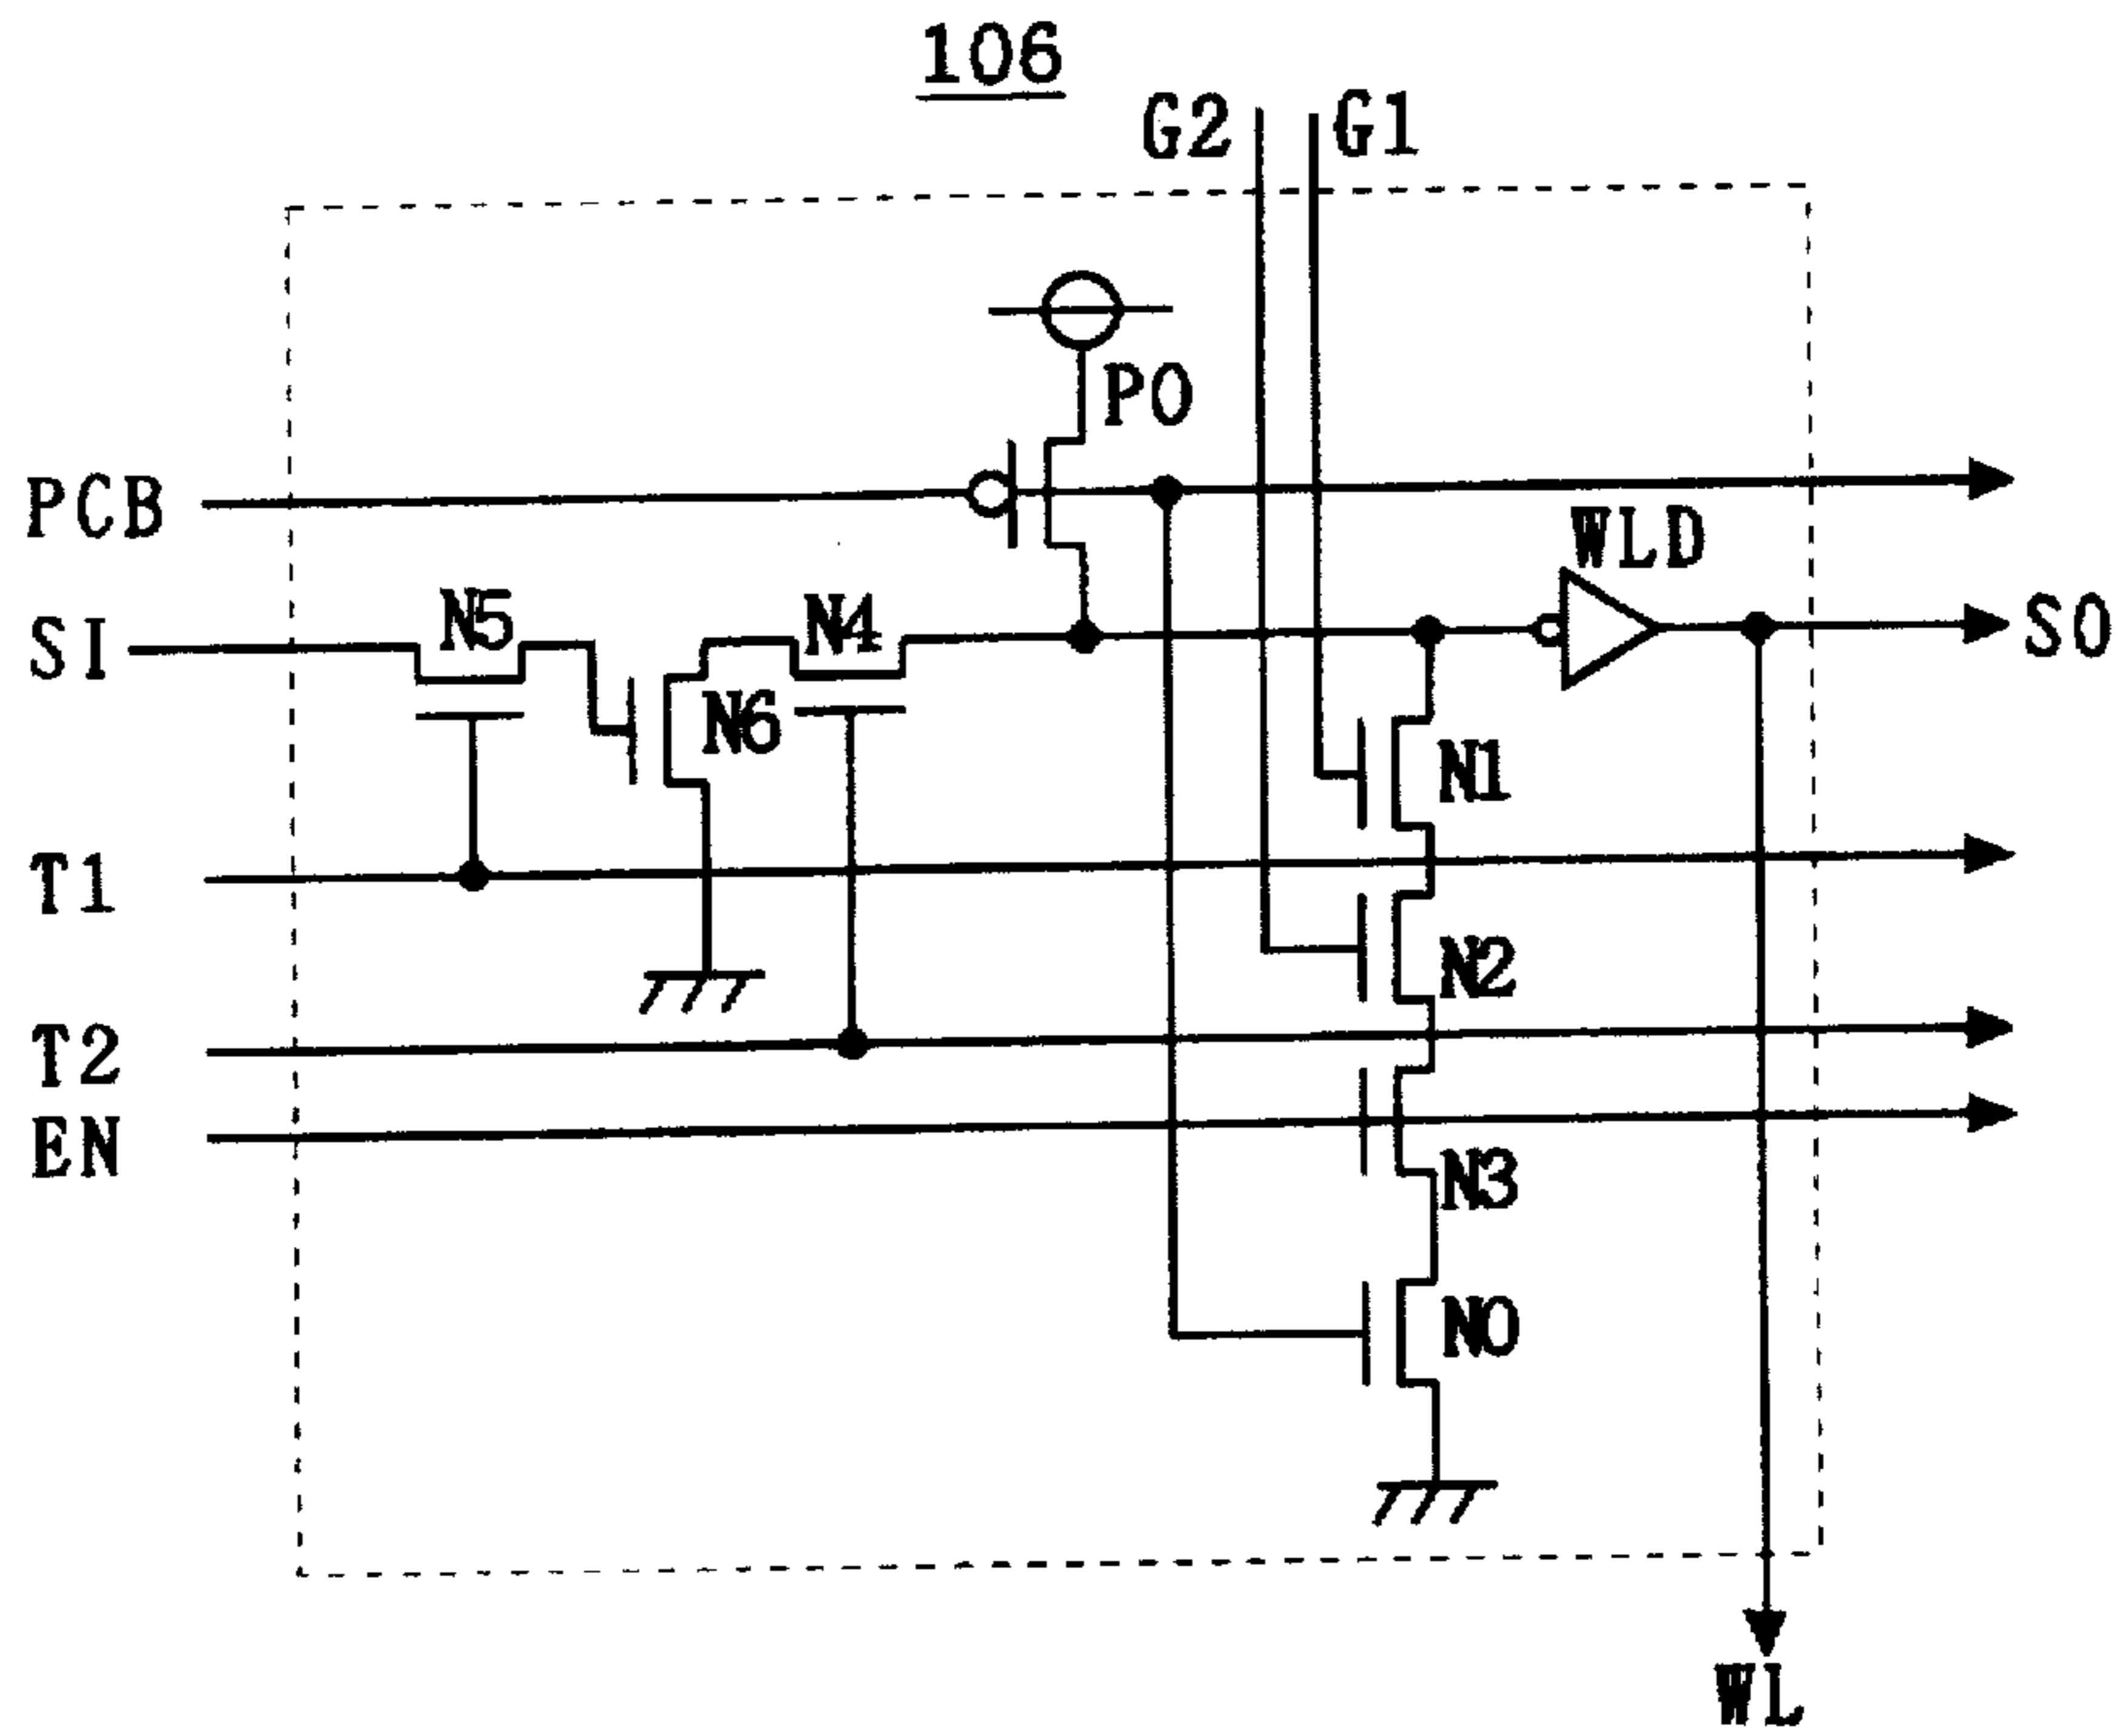 106
G2 G1
P0
PCB
WLD
SI N5 N4 SO
N6
N1
T1
N2
T2
EN
N3
N0
WL